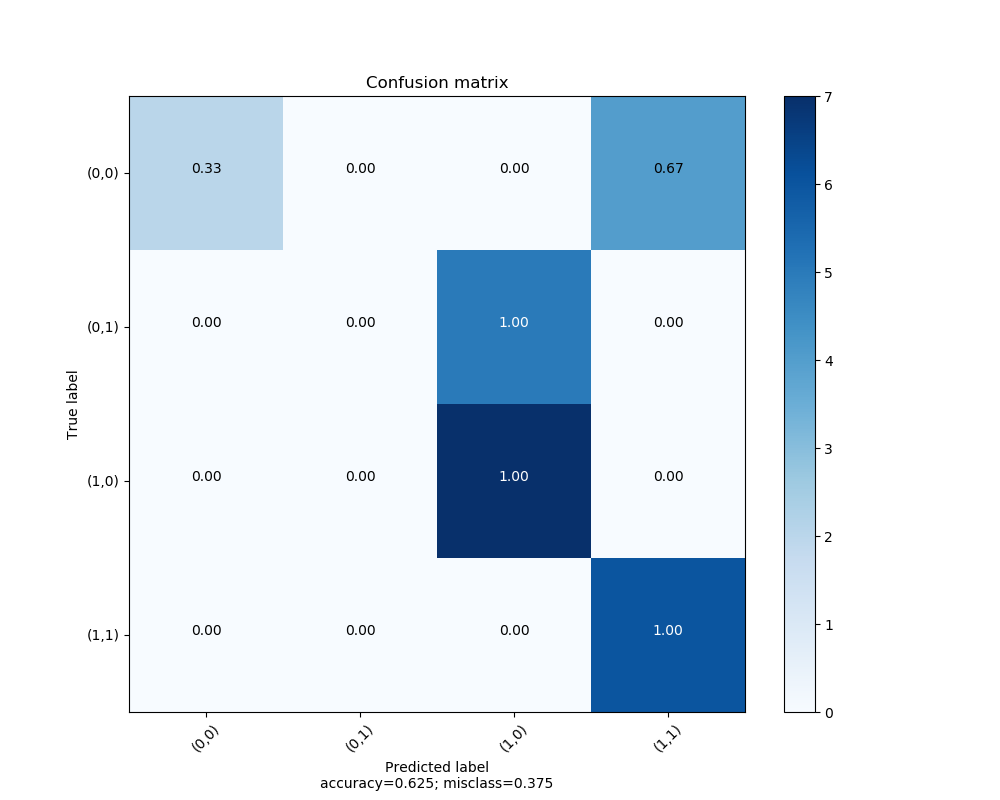 Confusion matrix
(0,0) 0.33 0.00 0.00 0.67
(0,1) 0.00 0.00 1.00 0.00
(1,0) 0.00 0.00 1.00 0.00
(1,1) 0.00 0.00 0.00 1.00
True label
(0,0) (0,1) (1,0) (1,1)
Predicted label
accuracy=0.625; misclass=0.375
7
6
5
4
3
2
1
0